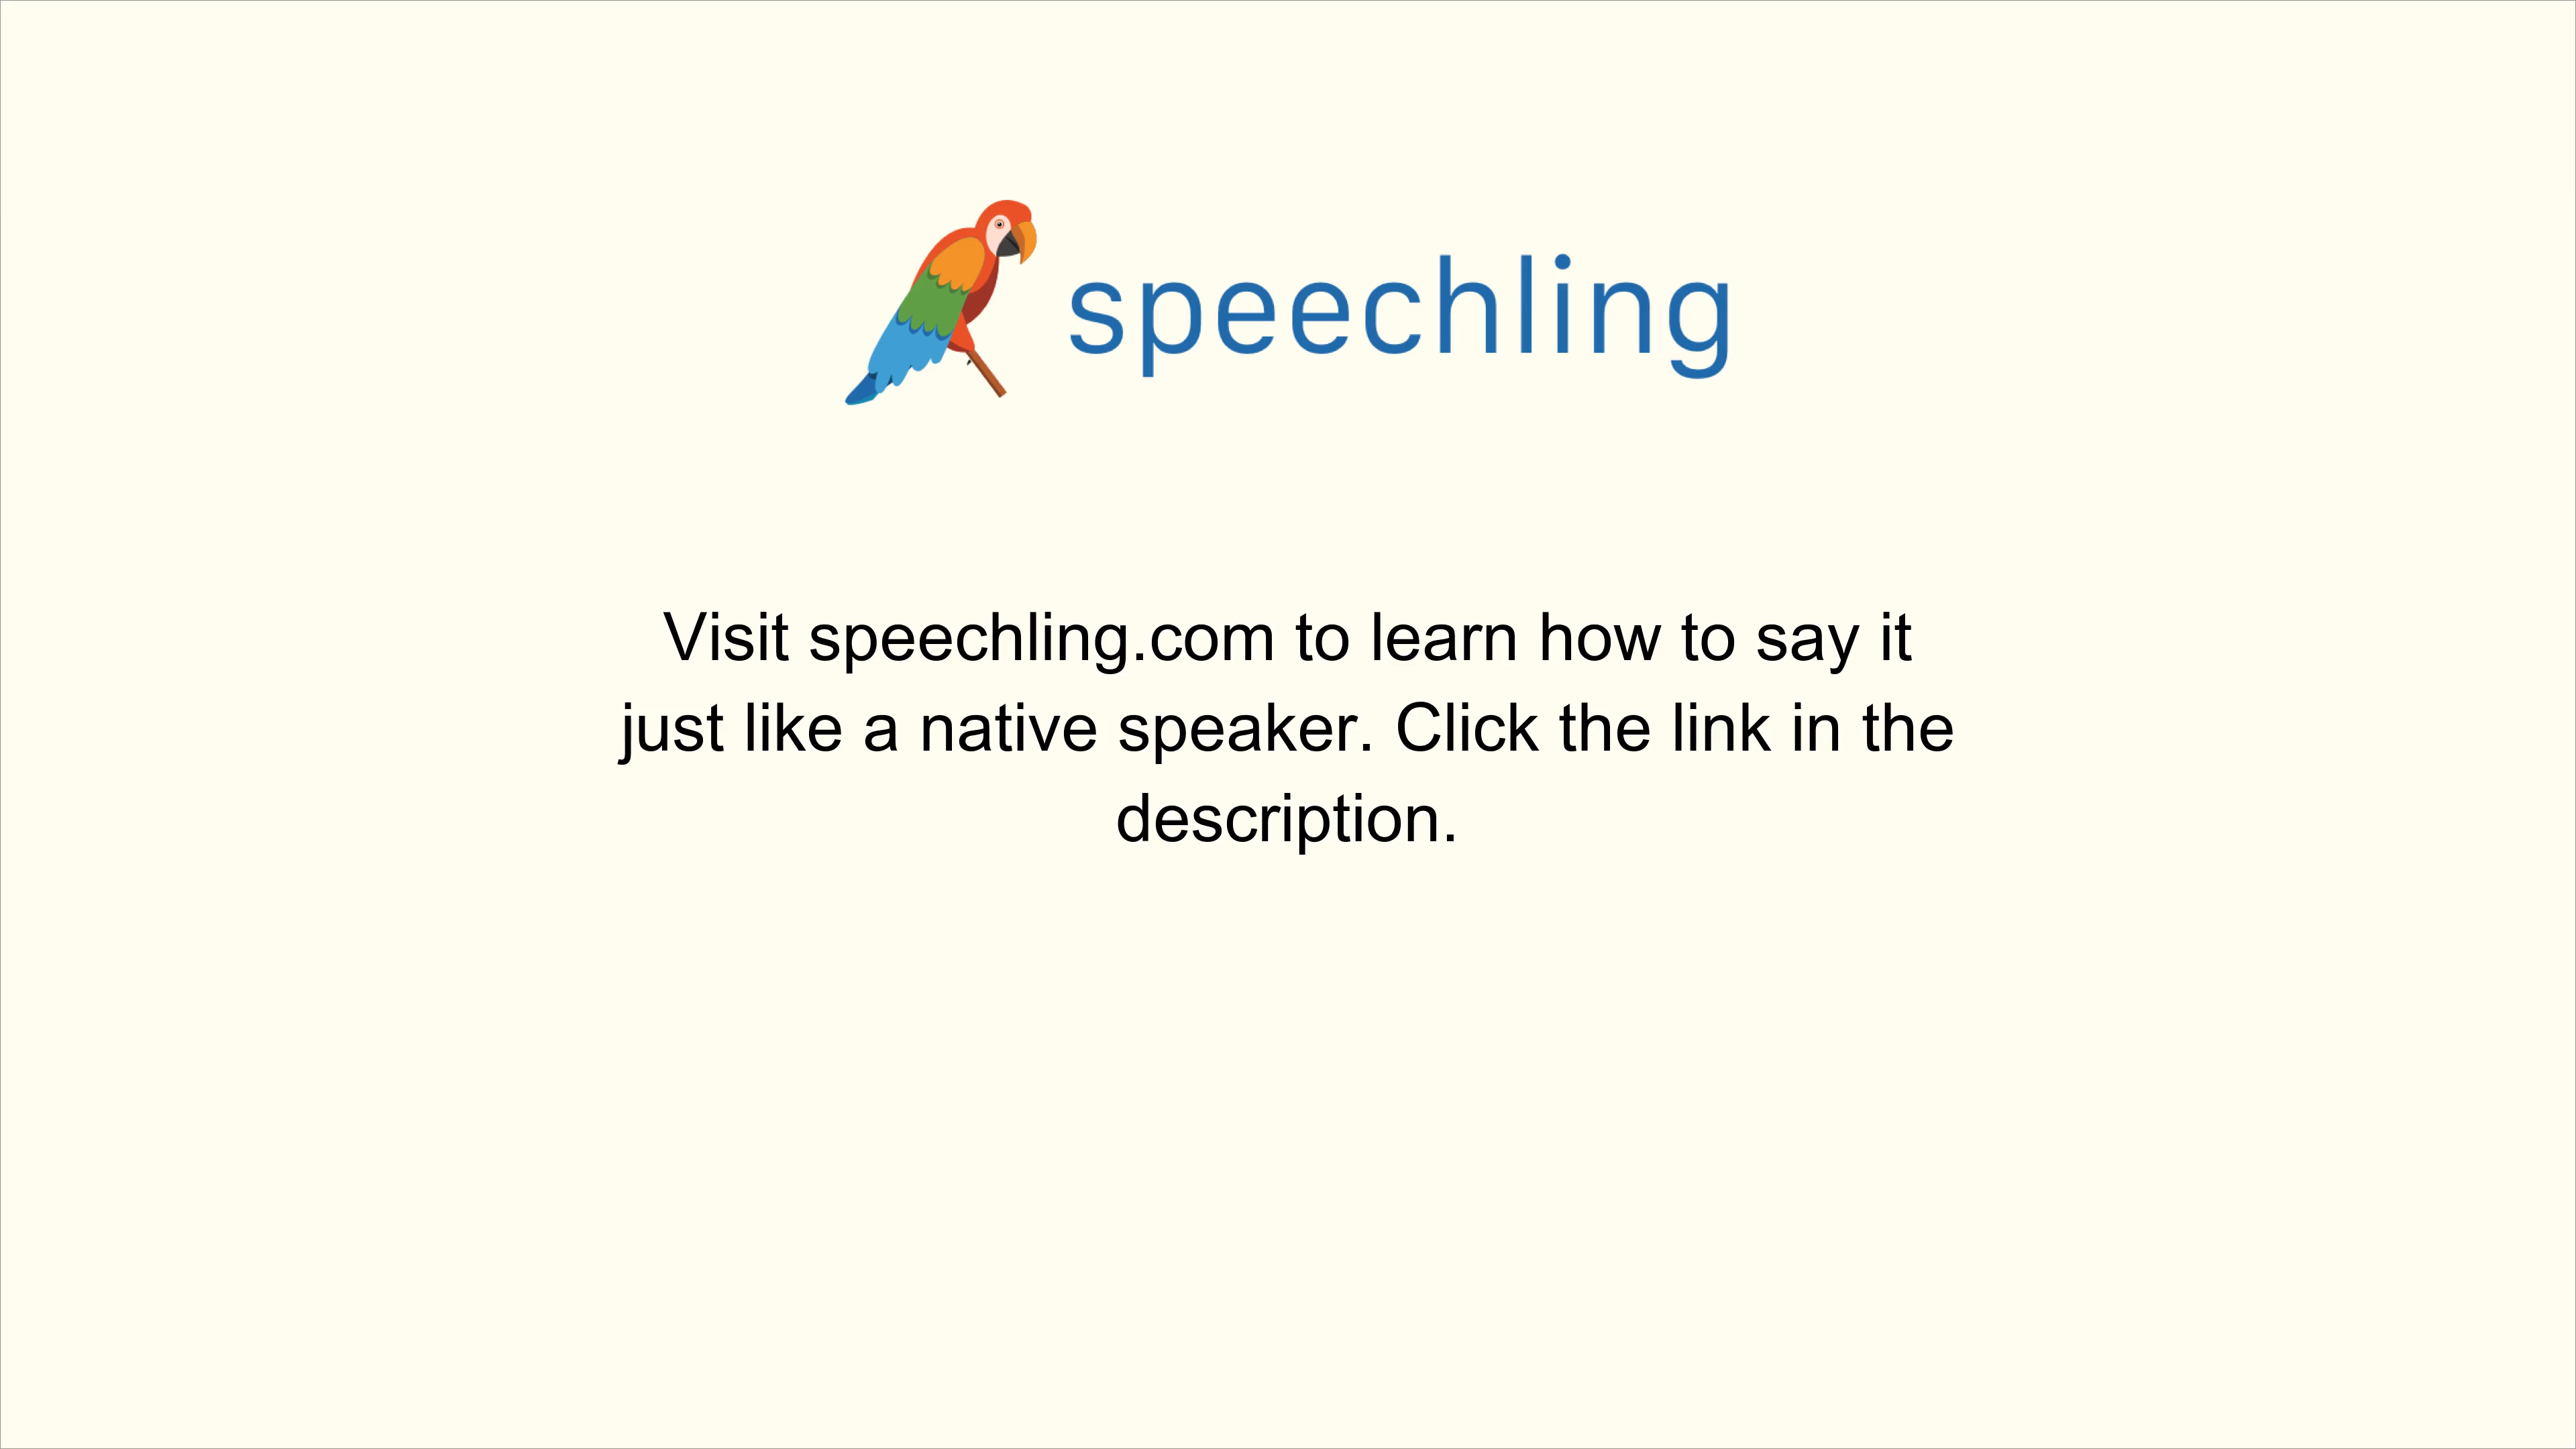 speechling
Visit speechling.com to learn how to say it
just like a native speaker. Click the link in the
description.